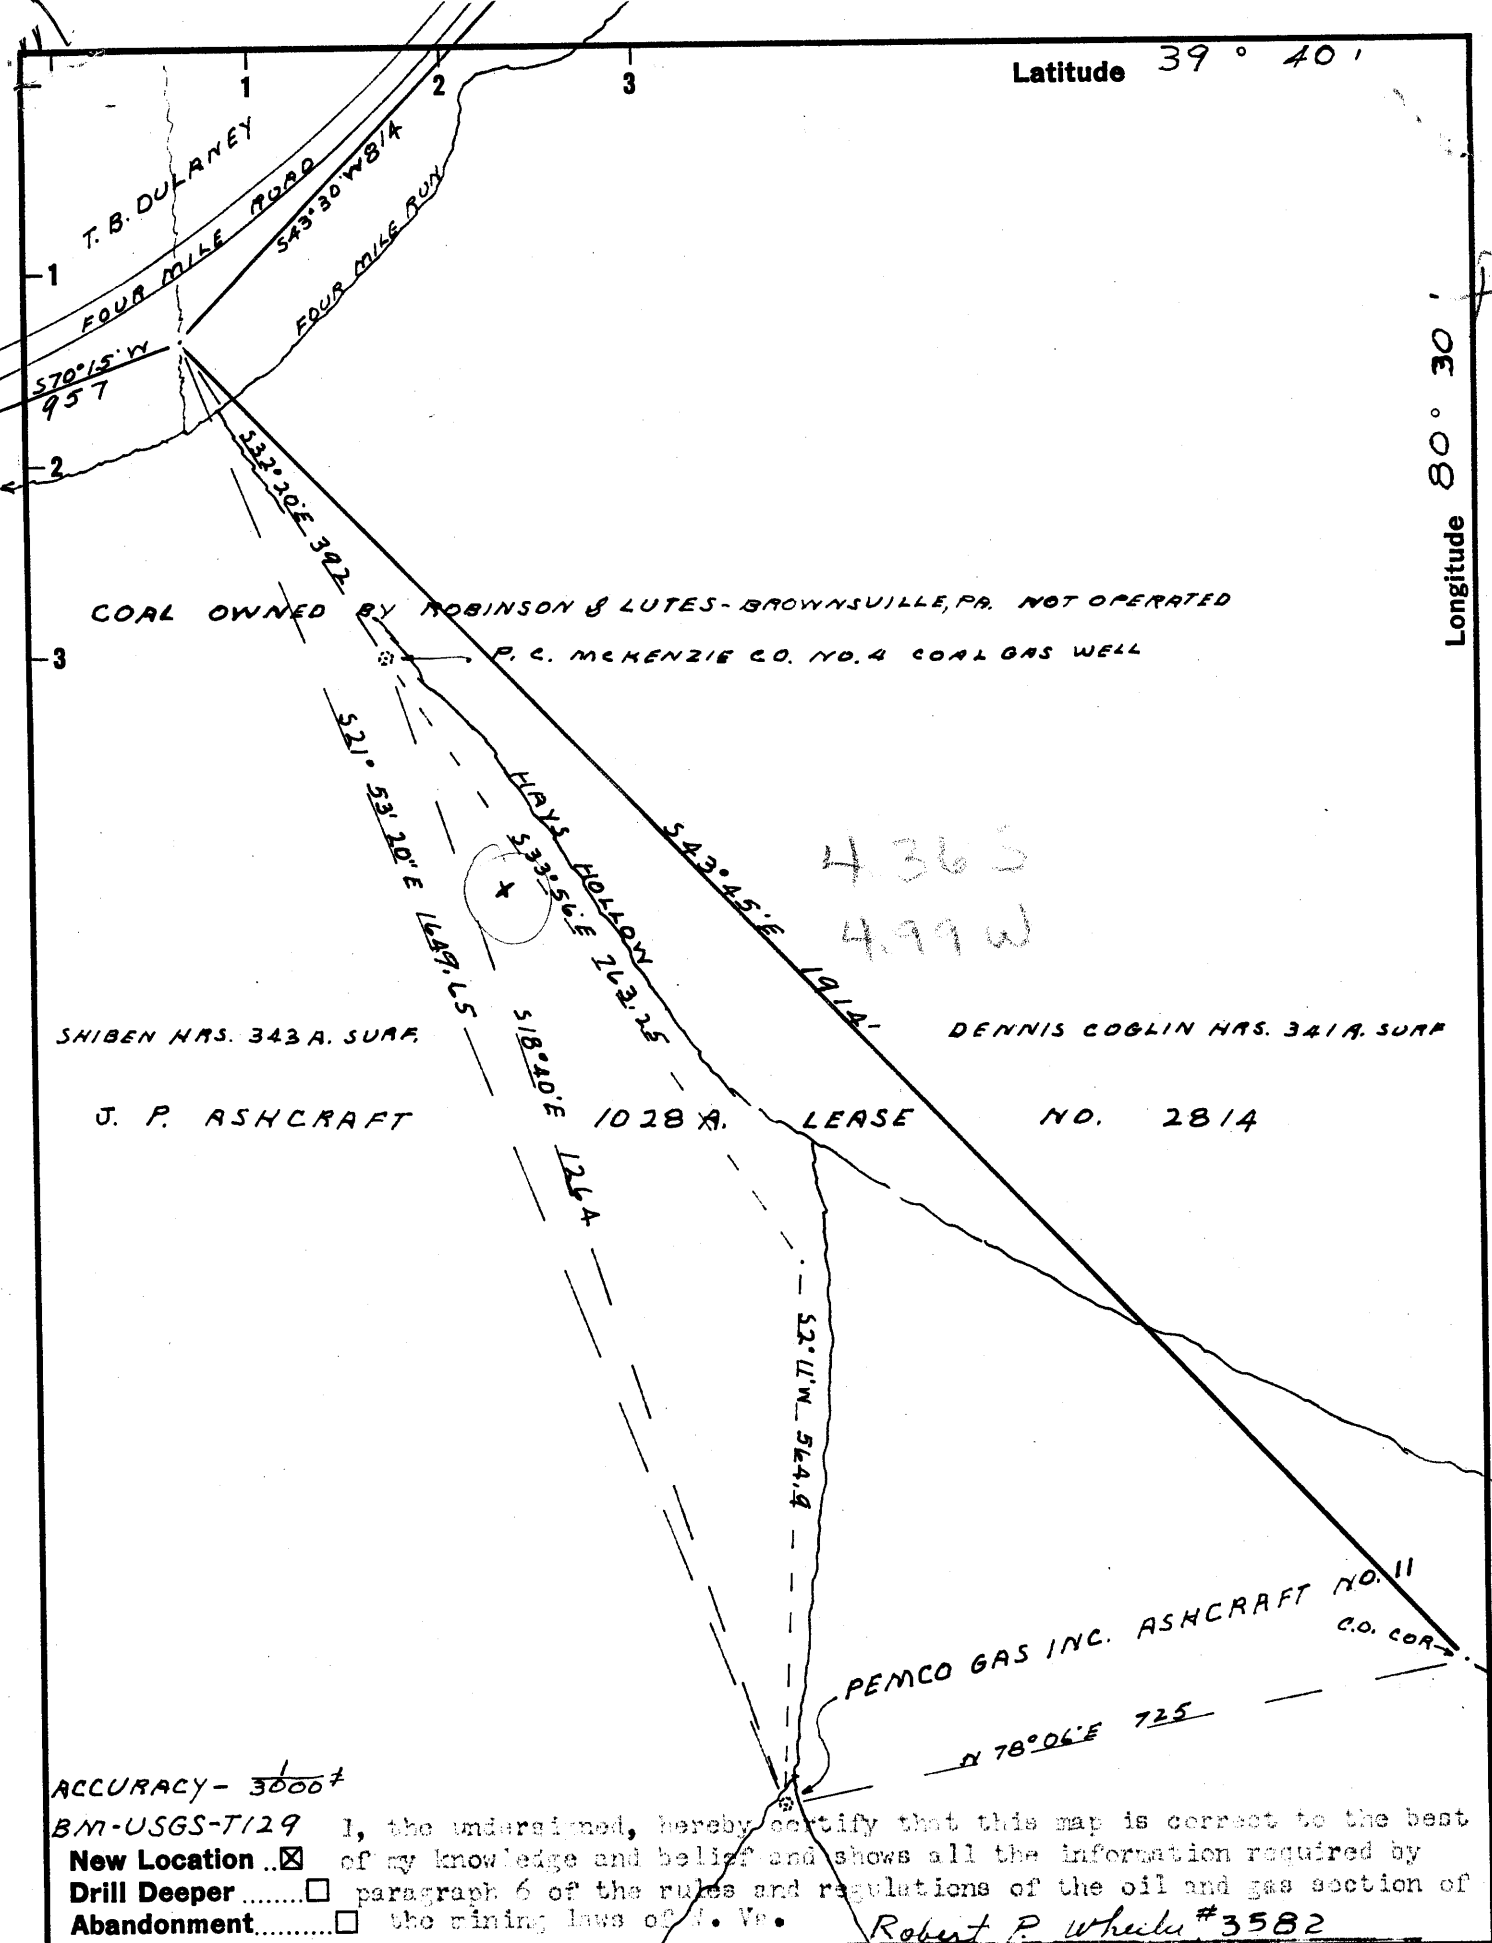 Latitude 39° 40'
1 2 3
T. B. DULANEY
FOUR MILE ROAD
S43°30'W 814
FOUR MILE RUN
1
S70°15'W
957
2
Longitude 80° 30'
S32°20'E 392
COAL OWNED BY ROBINSON & LUTES-BROWNSVILLE, PA. NOT OPERATED
3
P. C. MCKENZIE CO. NO. 4 COAL GAS WELL
S21° 53' 20" E 1649.65
HAYS HOLLOW
S33°56'E 763.25
S43°45'E 1914'
4.36 S
4.99 W
S18°40'E 1264
SHIBEN HRS. 343 A. SURF.
DENNIS COGLIN HRS. 341 A. SURF
J. P. ASHCRAFT 1028 A. LEASE NO. 2814
S2°11'W 564.9
PEMCO GAS INC. ASHCRAFT NO. 11
C.O. COR
N 78°06'E 725
ACCURACY - 1/3000 ±
BM-USGS-T129
I, the undersigned, hereby certify that this map is correct to the best
New Location .. ☒ of my knowledge and belief and shows all the information required by
Drill Deeper ........ ☐ paragraph 6 of the rules and regulations of the oil and gas section of
Abandonment.......... ☐ the mining laws of W. Va.
Robert P. Wheeler #3582